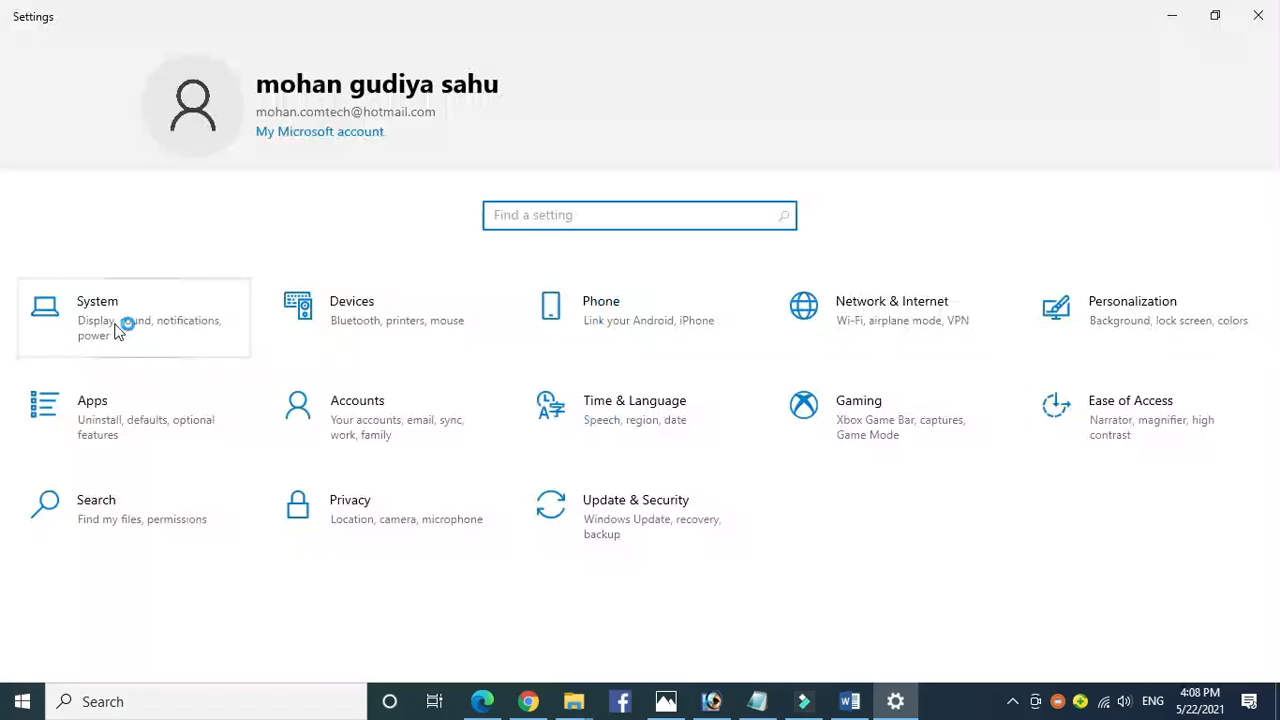 Settings
mohan gudiya sahu
mohan.comtech@hotmail.com
My Microsoft account
Find a setting
System
Display, sound, notifications,
power
Devices
Bluetooth, printers, mouse
Phone
Link your Android, iPhone
Network & Internet
Wi-Fi, airplane mode, VPN
Personalization
Background, lock screen, colors
Apps
Uninstall, defaults, optional
features
Accounts
Your accounts, email, sync,
work, family
Time & Language
Speech, region, date
Gaming
Xbox Game Bar, captures,
Game Mode
Ease of Access
Narrator, magnifier, high
contrast
Search
Find my files, permissions
Privacy
Location, camera, microphone
Update & Security
Windows Update, recovery,
backup
Search
ENG
4:08 PM
5/22/2021